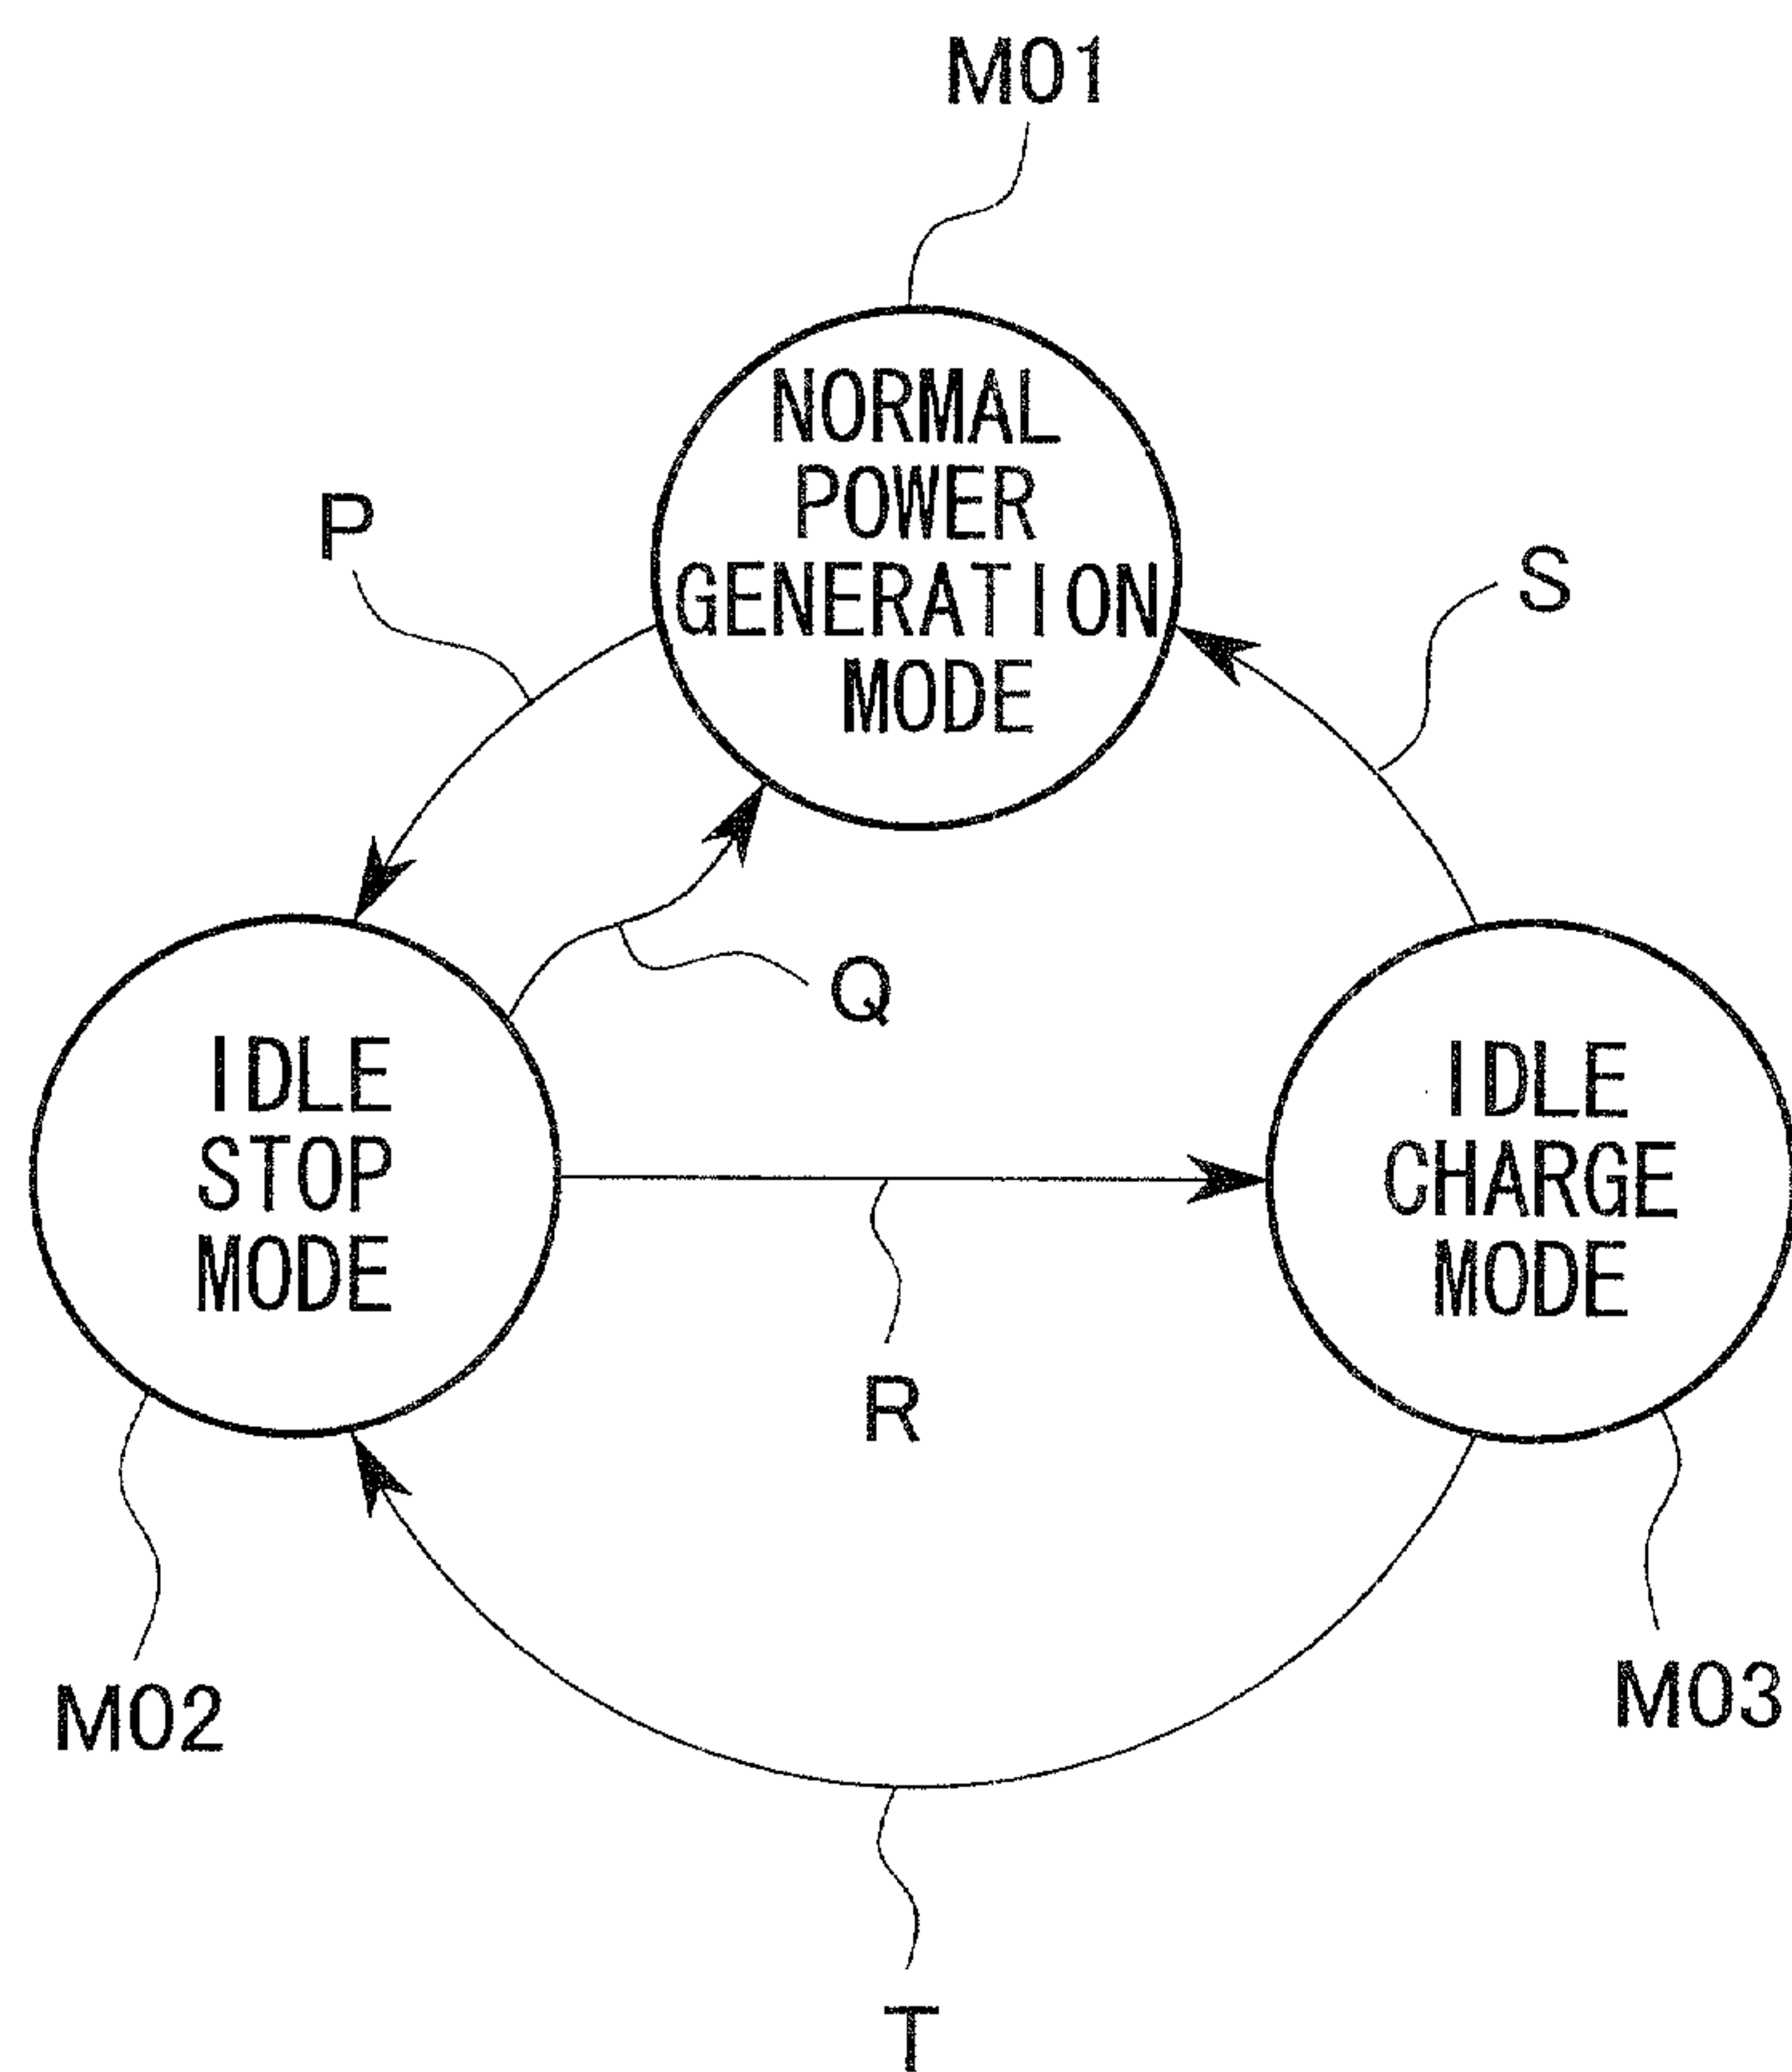 M01
NORMAL
POWER
GENERATION
MODE
P
S
Q
IDLE
STOP
MODE
IDLE
CHARGE
MODE
R
M02
M03
T